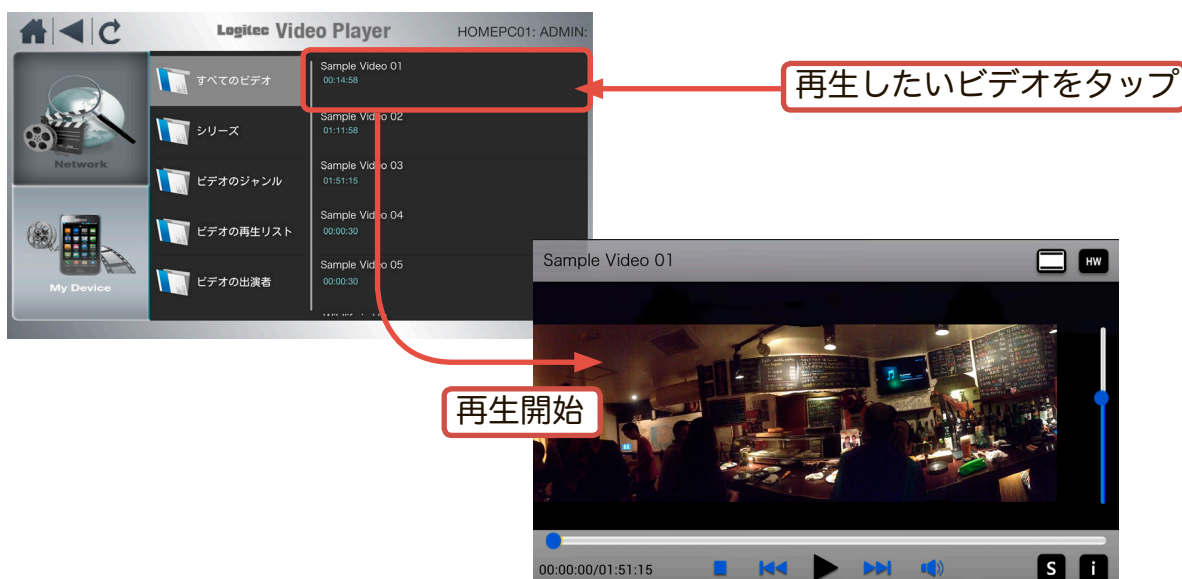 Logitec Video Player
HOMEPC01: ADMIN:
Network
My Device
すべてのビデオ
シリーズ
ビデオのジャンル
ビデオの再生リスト
ビデオの出演者
Sample Video 01
00:14:58
Sample Video 02
01:11:58
Sample Video 03
01:51:15
Sample Video 04
00:00:30
Sample Video 05
00:00:30
再生したいビデオをタップ
再生開始
Sample Video 01
HW
00:00:00/01:51:15
S
i